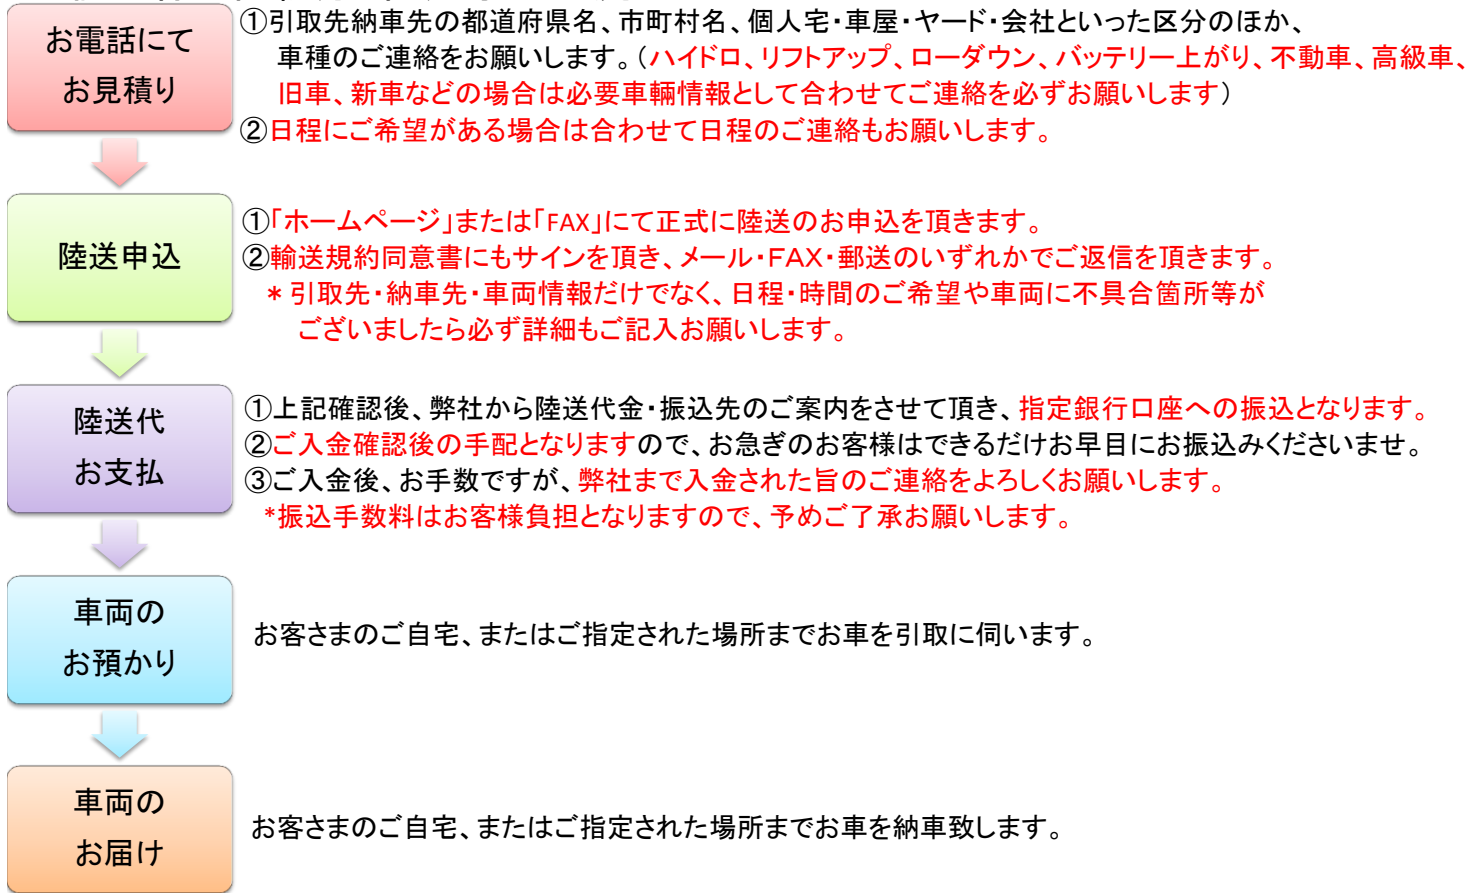 お電話にて
お見積り
①引取先納車先の都道府県名、市町村名、個人宅・車屋・ヤード・会社といった区分のほか、
車種のご連絡をお願いします。(ハイドロ、リフトアップ、ローダウン、バッテリー上がり、不動車、高級車、
旧車、新車などの場合は必要車輌情報として合わせてご連絡を必ずお願いします)
②日程にご希望がある場合は合わせて日程のご連絡もお願いします。
陸送申込
①「ホームページ」または「FAX」にて正式に陸送のお申込を頂きます。
②輸送規約同意書にもサインを頂き、メール・FAX・郵送のいずれかでご返信を頂きます。
＊引取先・納車先・車両情報だけでなく、日程・時間のご希望や車両に不具合箇所等が
ございましたら必ず詳細もご記入お願いします。
陸送代
お支払
①上記確認後、弊社から陸送代金・振込先のご案内をさせて頂き、指定銀行口座への振込となります。
②ご入金確認後の手配となりますので、お急ぎのお客様はできるだけお早目にお振込みくださいませ。
③ご入金後、お手数ですが、弊社まで入金された旨のご連絡をよろしくお願いします。
*振込手数料はお客様負担となりますので、予めご了承お願いします。
車両の
お預かり
お客さまのご自宅、またはご指定された場所までお車を引取に伺います。
車両の
お届け
お客さまのご自宅、またはご指定された場所までお車を納車致します。